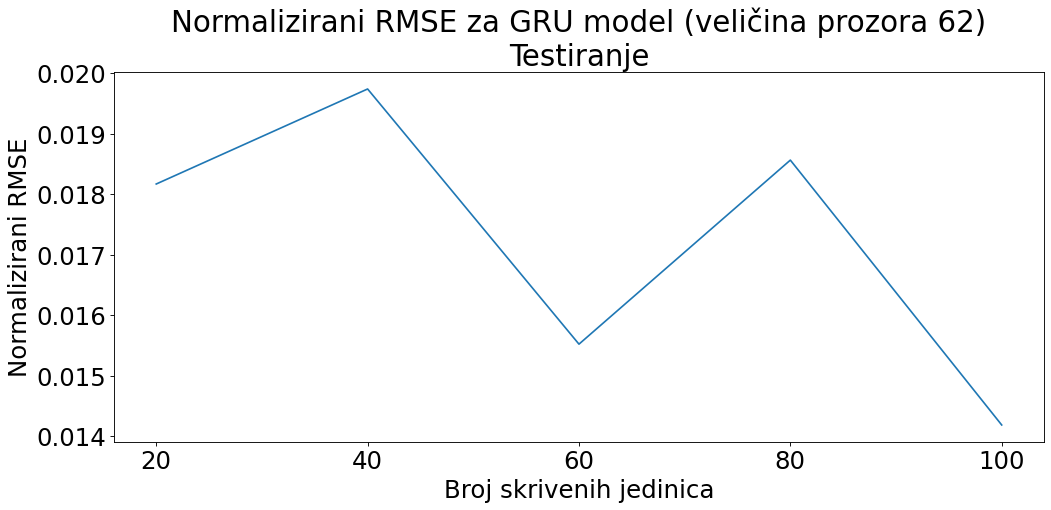 Normalizirani RMSE za GRU model (veličina prozora 62)
Testiranje
Normalizirani RMSE
0.020
0.019
0.018
0.017
0.016
0.015
0.014
20 40 60 80 100
Broj skrivenih jedinica